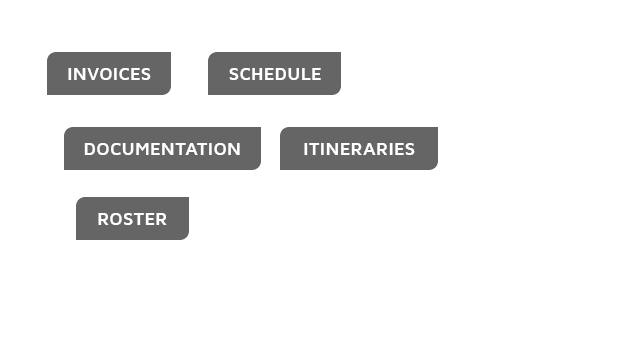 INVOICES SCHEDULE
DOCUMENTATION ITINERARIES
ROSTER